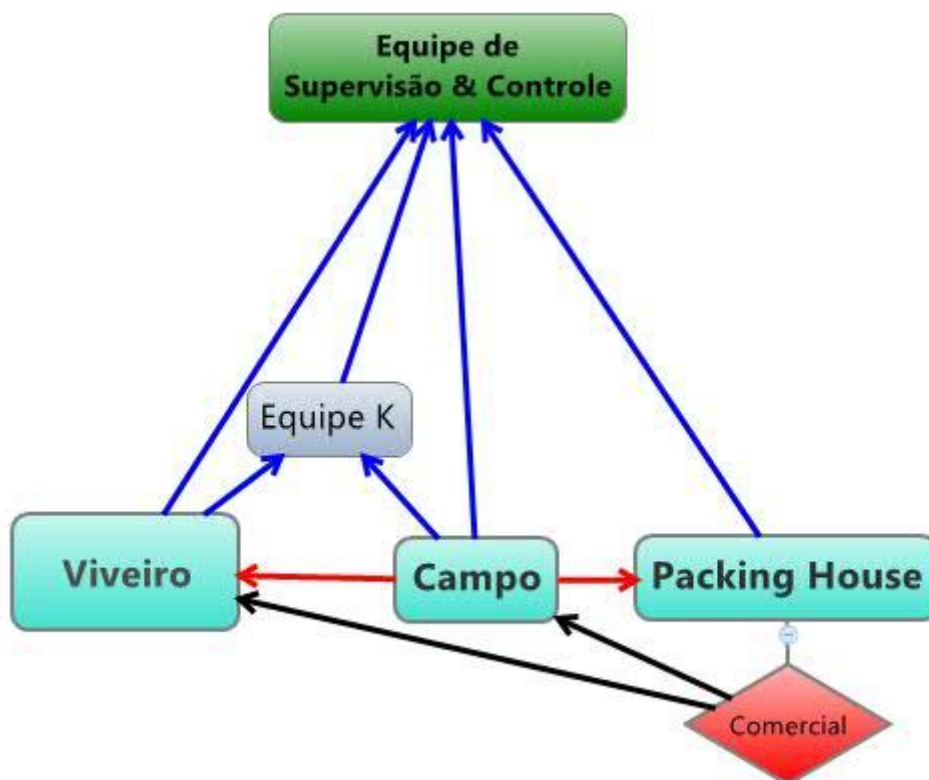 Equipe de
Supervisão & Controle
Equipe K
Viveiro
Campo
Packing House
Comercial